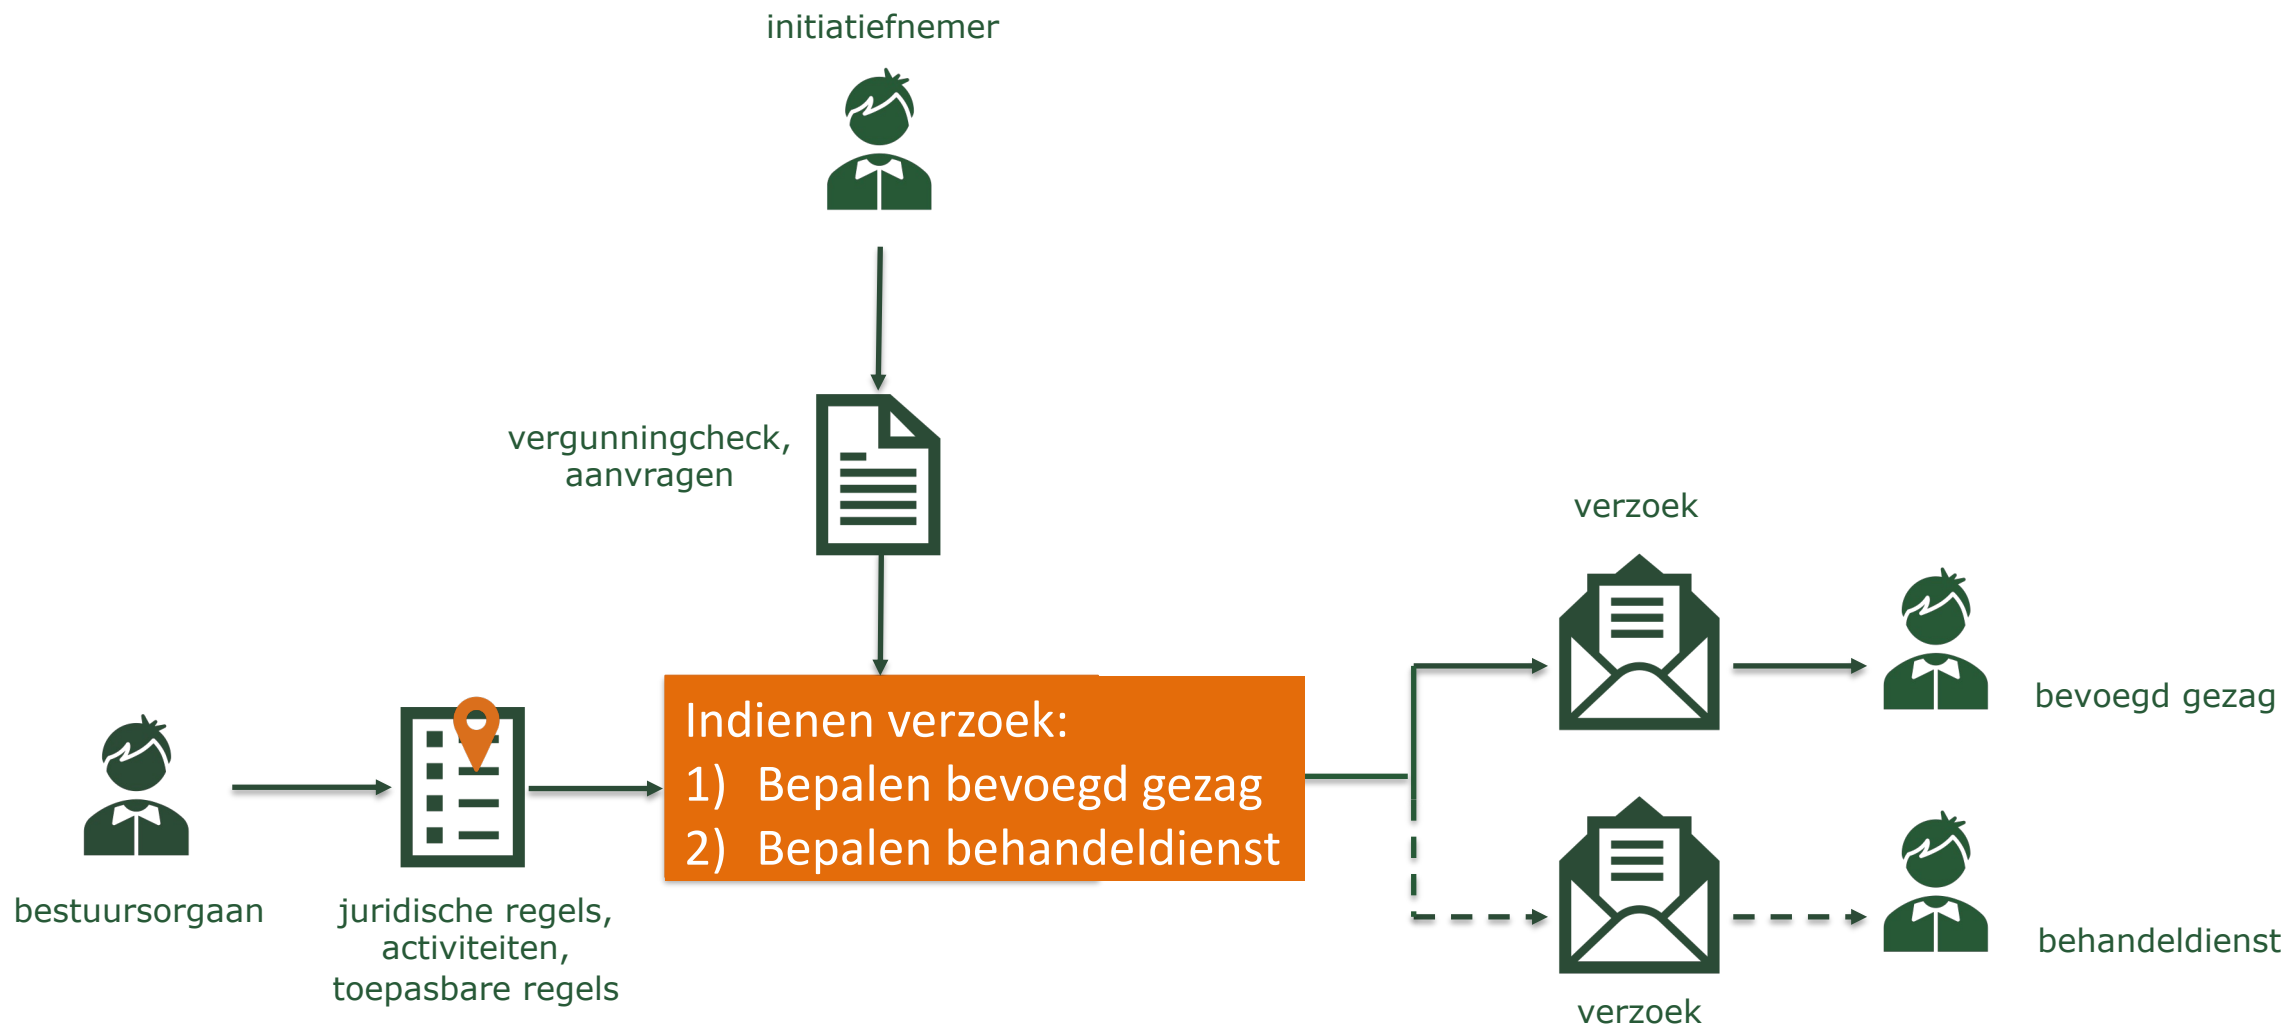 initiatiefnemer
vergunningcheck,
aanvragen
verzoek
bevoegd gezag
Indienen verzoek:
1) Bepalen bevoegd gezag
2) Bepalen behandeldienst
bestuursorgaan
juridische regels,
activiteiten,
toepasbare regels
behandeldienst
verzoek